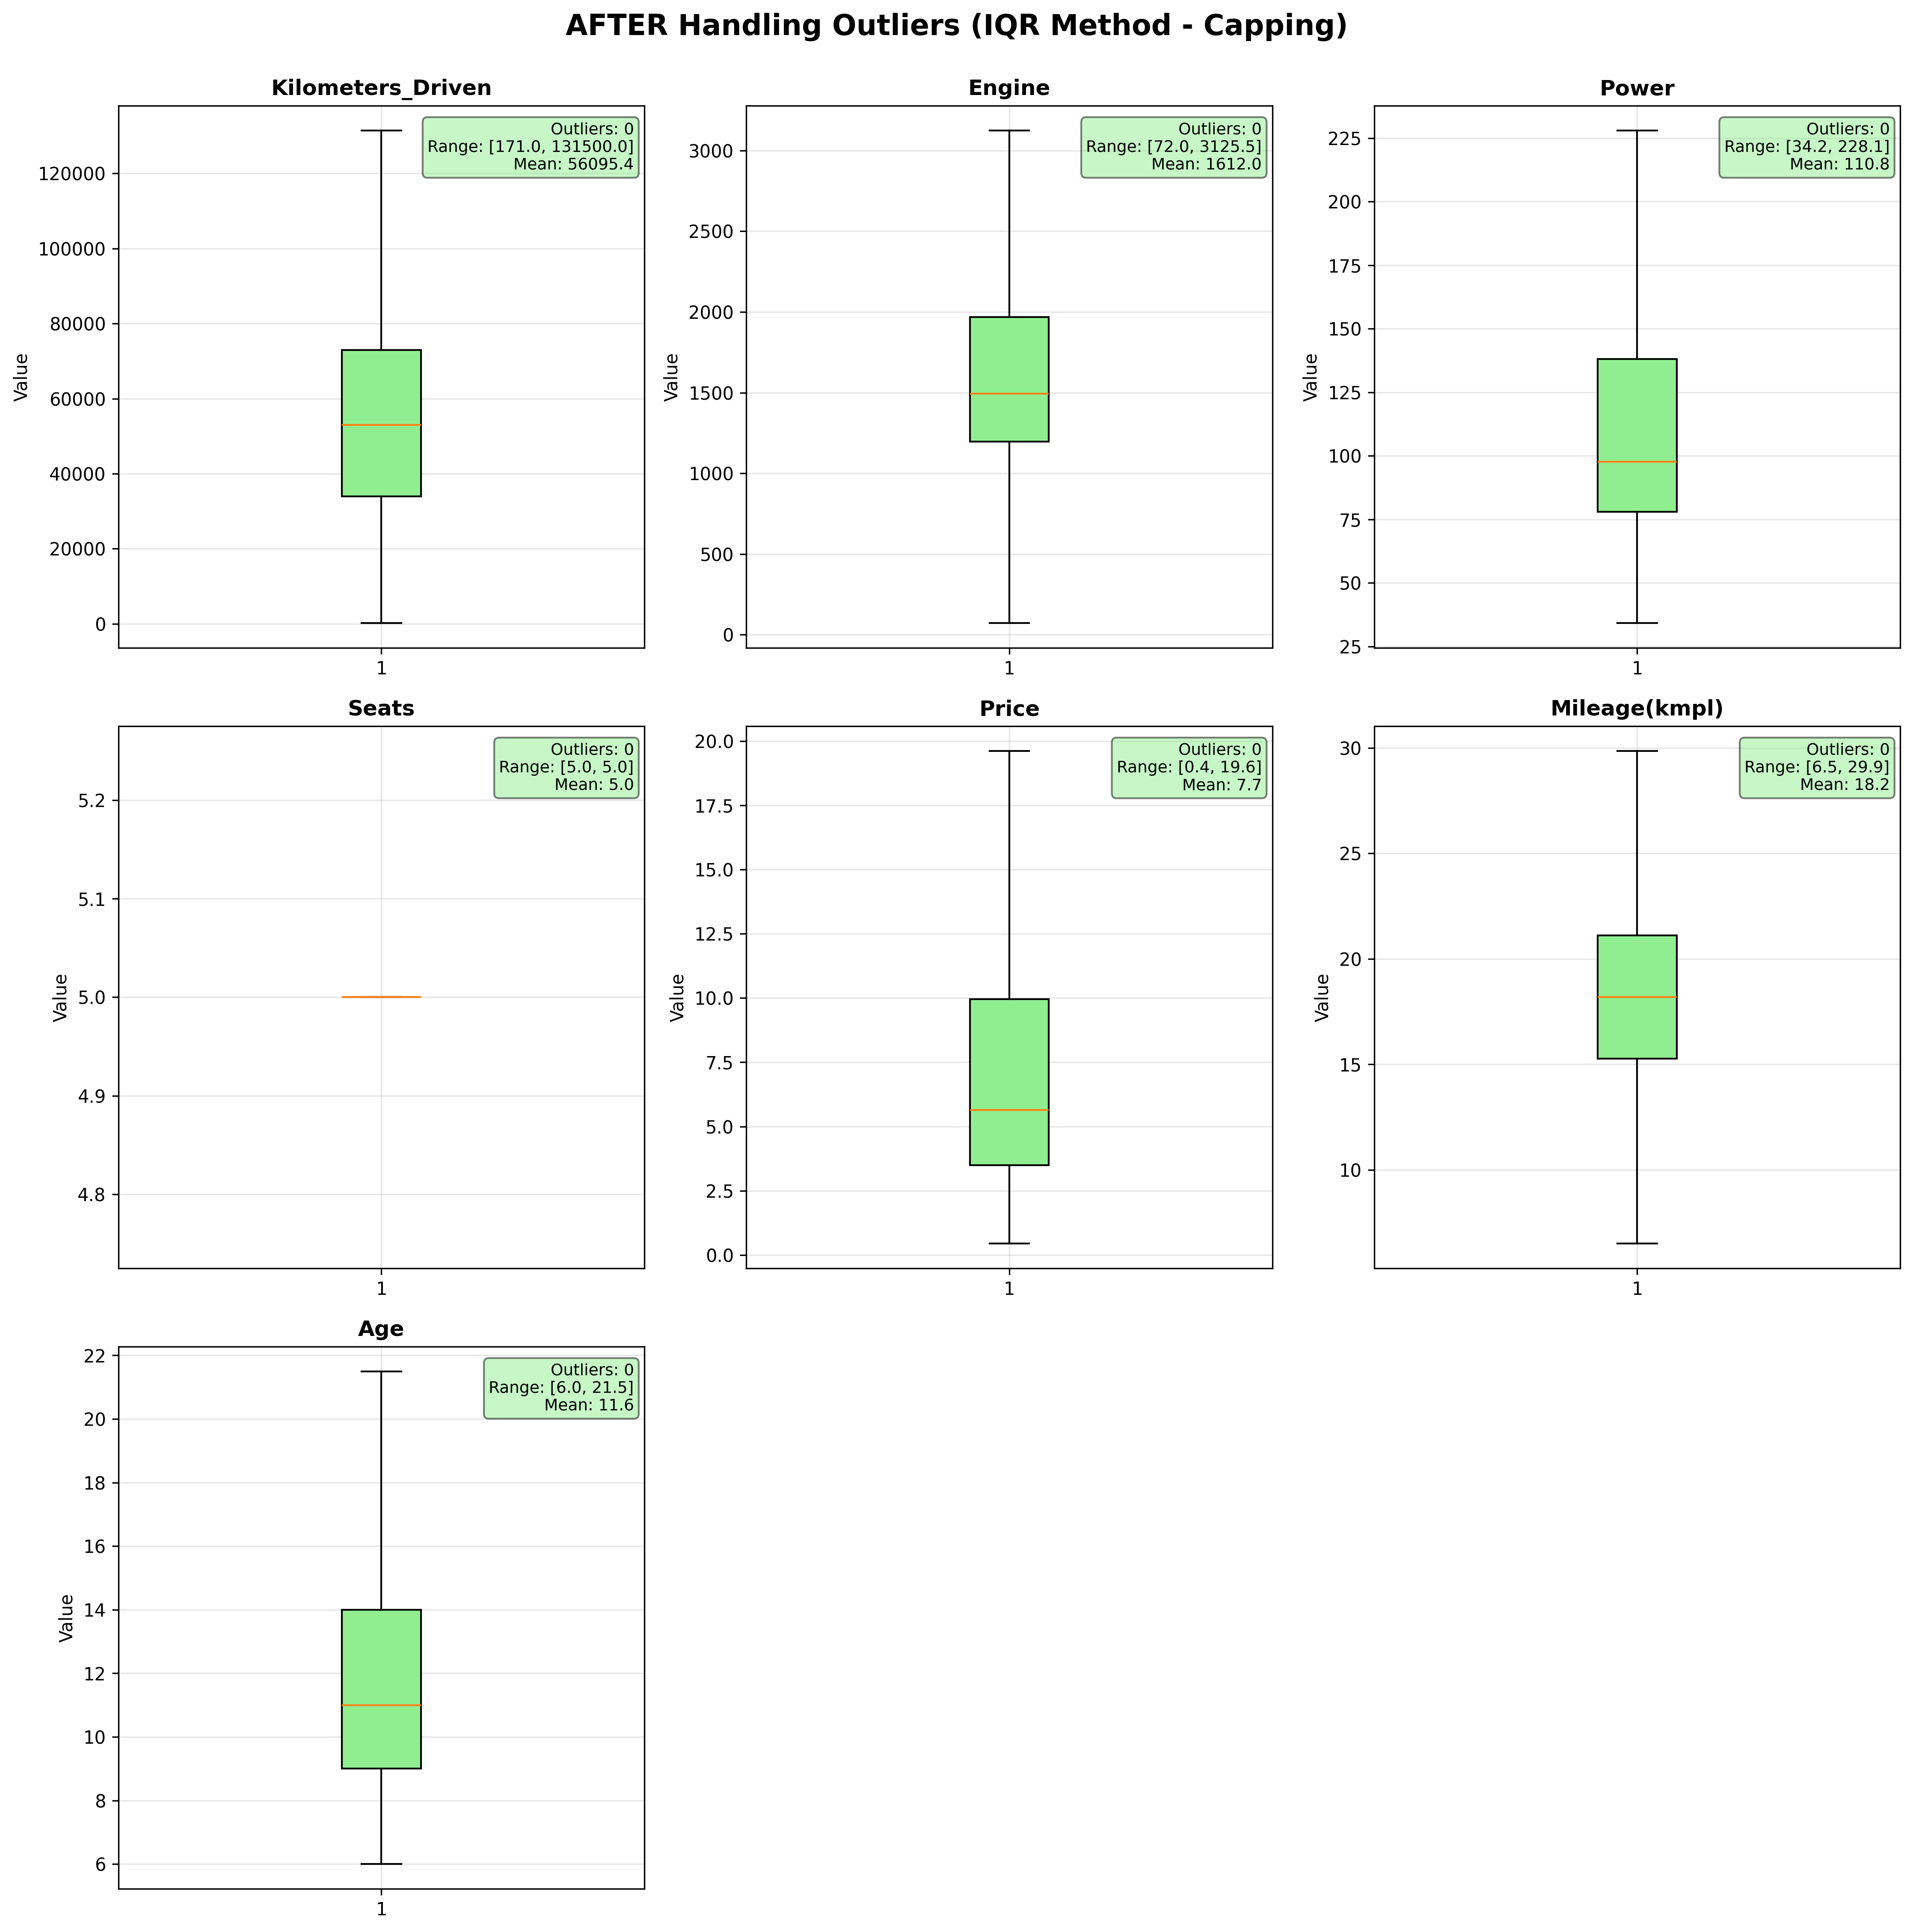 AFTER Handling Outliers (IQR Method - Capping)
Kilometers_Driven
Outliers: 0
Range: [171.0, 131500.0]
Mean: 56095.4
120000
100000
80000
60000
40000
20000
0
Value
1
Engine
Outliers: 0
Range: [72.0, 3125.5]
Mean: 1612.0
3000
2500
2000
1500
1000
500
0
Value
1
Power
Outliers: 0
Range: [34.2, 228.1]
Mean: 110.8
225
200
175
150
125
100
75
50
25
Value
1
Seats
Outliers: 0
Range: [5.0, 5.0]
Mean: 5.0
5.2
5.1
5.0
4.9
4.8
Value
1
Price
Outliers: 0
Range: [0.4, 19.6]
Mean: 7.7
20.0
17.5
15.0
12.5
10.0
7.5
5.0
2.5
0.0
Value
1
Mileage(kmpl)
Outliers: 0
Range: [6.5, 29.9]
Mean: 18.2
30
25
20
15
10
Value
1
Age
Outliers: 0
Range: [6.0, 21.5]
Mean: 11.6
22
20
18
16
14
12
10
8
6
Value
1